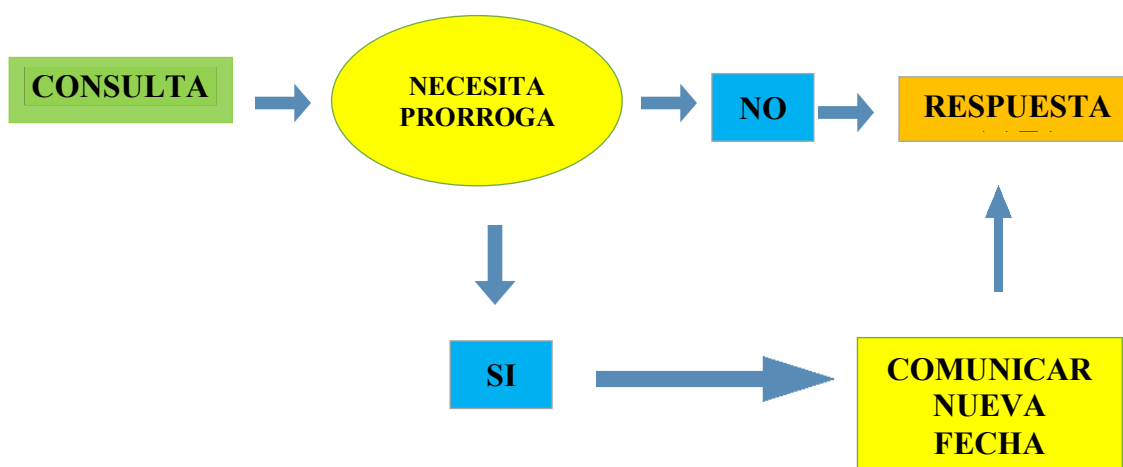 CONSULTA
NECESITA
PRORROGA
NO
RESPUESTA
SI
COMUNICAR
NUEVA
FECHA